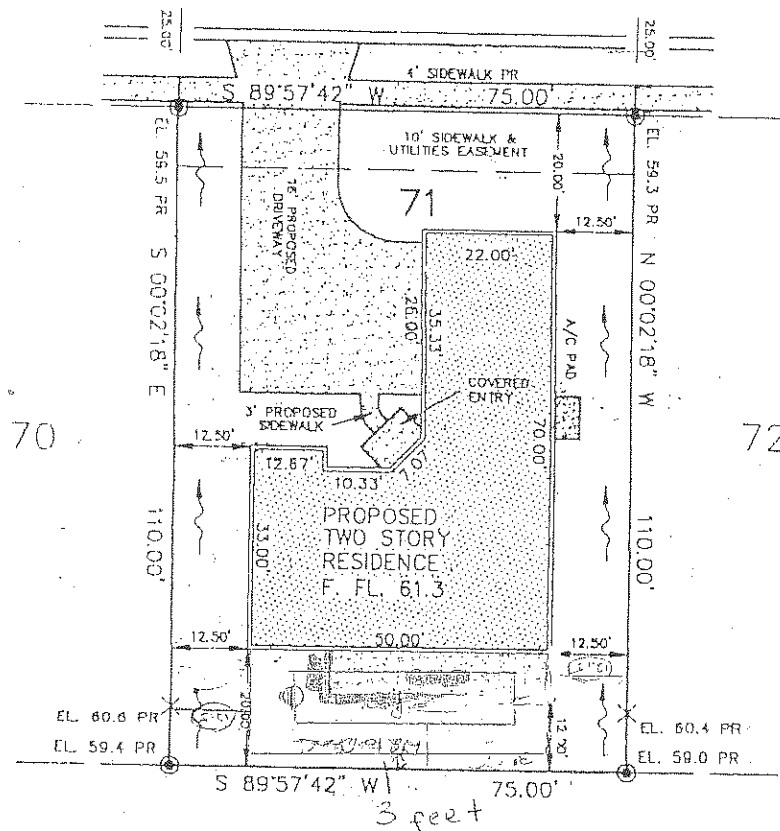 25.00'
25.00'
4' SIDEWALK PR
S 89°57'42" W 75.00'
10' SIDEWALK &
UTILITIES EASEMENT
20.00'
EL. 59.5 PR
EL. 59.3 PR
71
12.50'
22.00'
PROPOSED
DRIVEWAY
S 00°02'18" E
N 00°02'18" W
26.00'
35.33'
A/C PAD
COVERED
ENTRY
3' PROPOSED
SIDEWALK
70
72
12.50'
12.67'
10.33'
7.07'
70.00'
110.00'
110.00'
33.00'
PROPOSED
TWO STORY
RESIDENCE
F. FL. 61.3
12.50'
50.00'
12.50'
20.00'
EL. 60.6 PR
EL. 60.4 PR
EL. 59.4 PR
EL. 59.0 PR
S 89°57'42" W 75.00'
3 feet